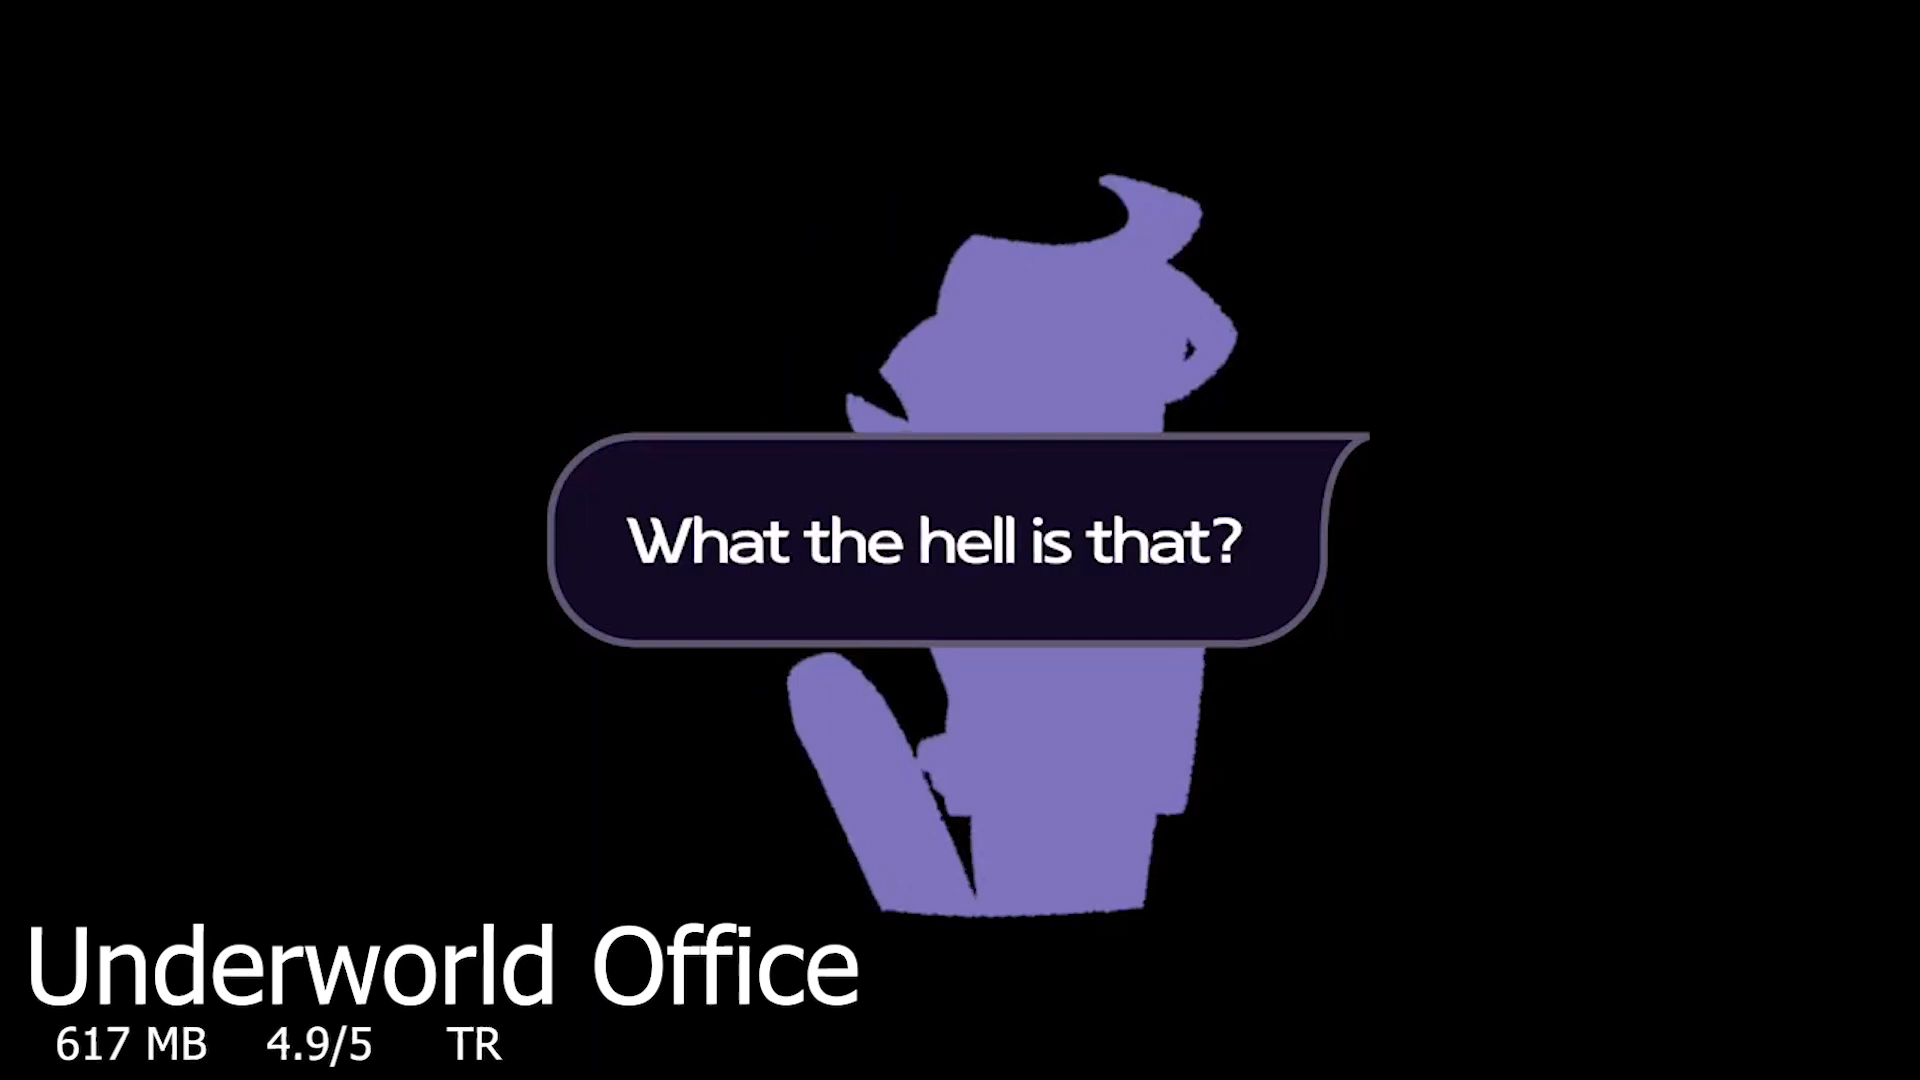 What the hell is that?
Underworld Office
617 MB 4.9/5 TR